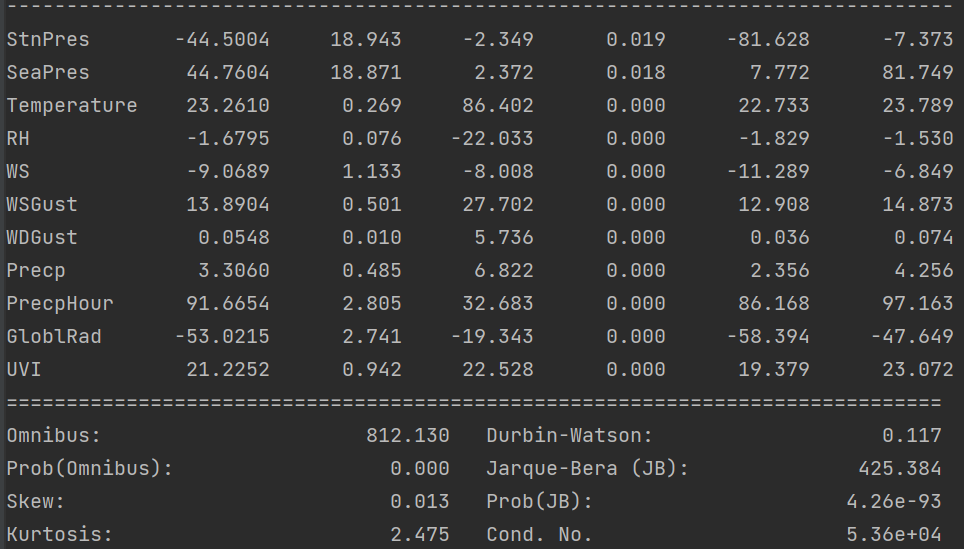 ------------------------------------------------------------------------------
StnPres -44.5004 18.943 -2.349 0.019 -81.628 -7.373
SeaPres 44.7604 18.871 2.372 0.018 7.772 81.749
Temperature 23.2610 0.269 86.402 0.000 22.733 23.789
RH -1.6795 0.076 -22.033 0.000 -1.829 -1.530
WS -9.0689 1.133 -8.008 0.000 -11.289 -6.849
WSGust 13.8904 0.501 27.702 0.000 12.908 14.873
WDGust 0.0548 0.010 5.736 0.000 0.036 0.074
Precp 3.3060 0.485 6.822 0.000 2.356 4.256
PrecpHour 91.6654 2.805 32.683 0.000 86.168 97.163
GloblRad -53.0215 2.741 -19.343 0.000 -58.394 -47.649
UVI 21.2252 0.942 22.528 0.000 19.379 23.072
==============================================================================
Omnibus: 812.130 Durbin-Watson: 0.117
Prob(Omnibus): 0.000 Jarque-Bera (JB): 425.384
Skew: 0.013 Prob(JB): 4.26e-93
Kurtosis: 2.475 Cond. No. 5.36e+04